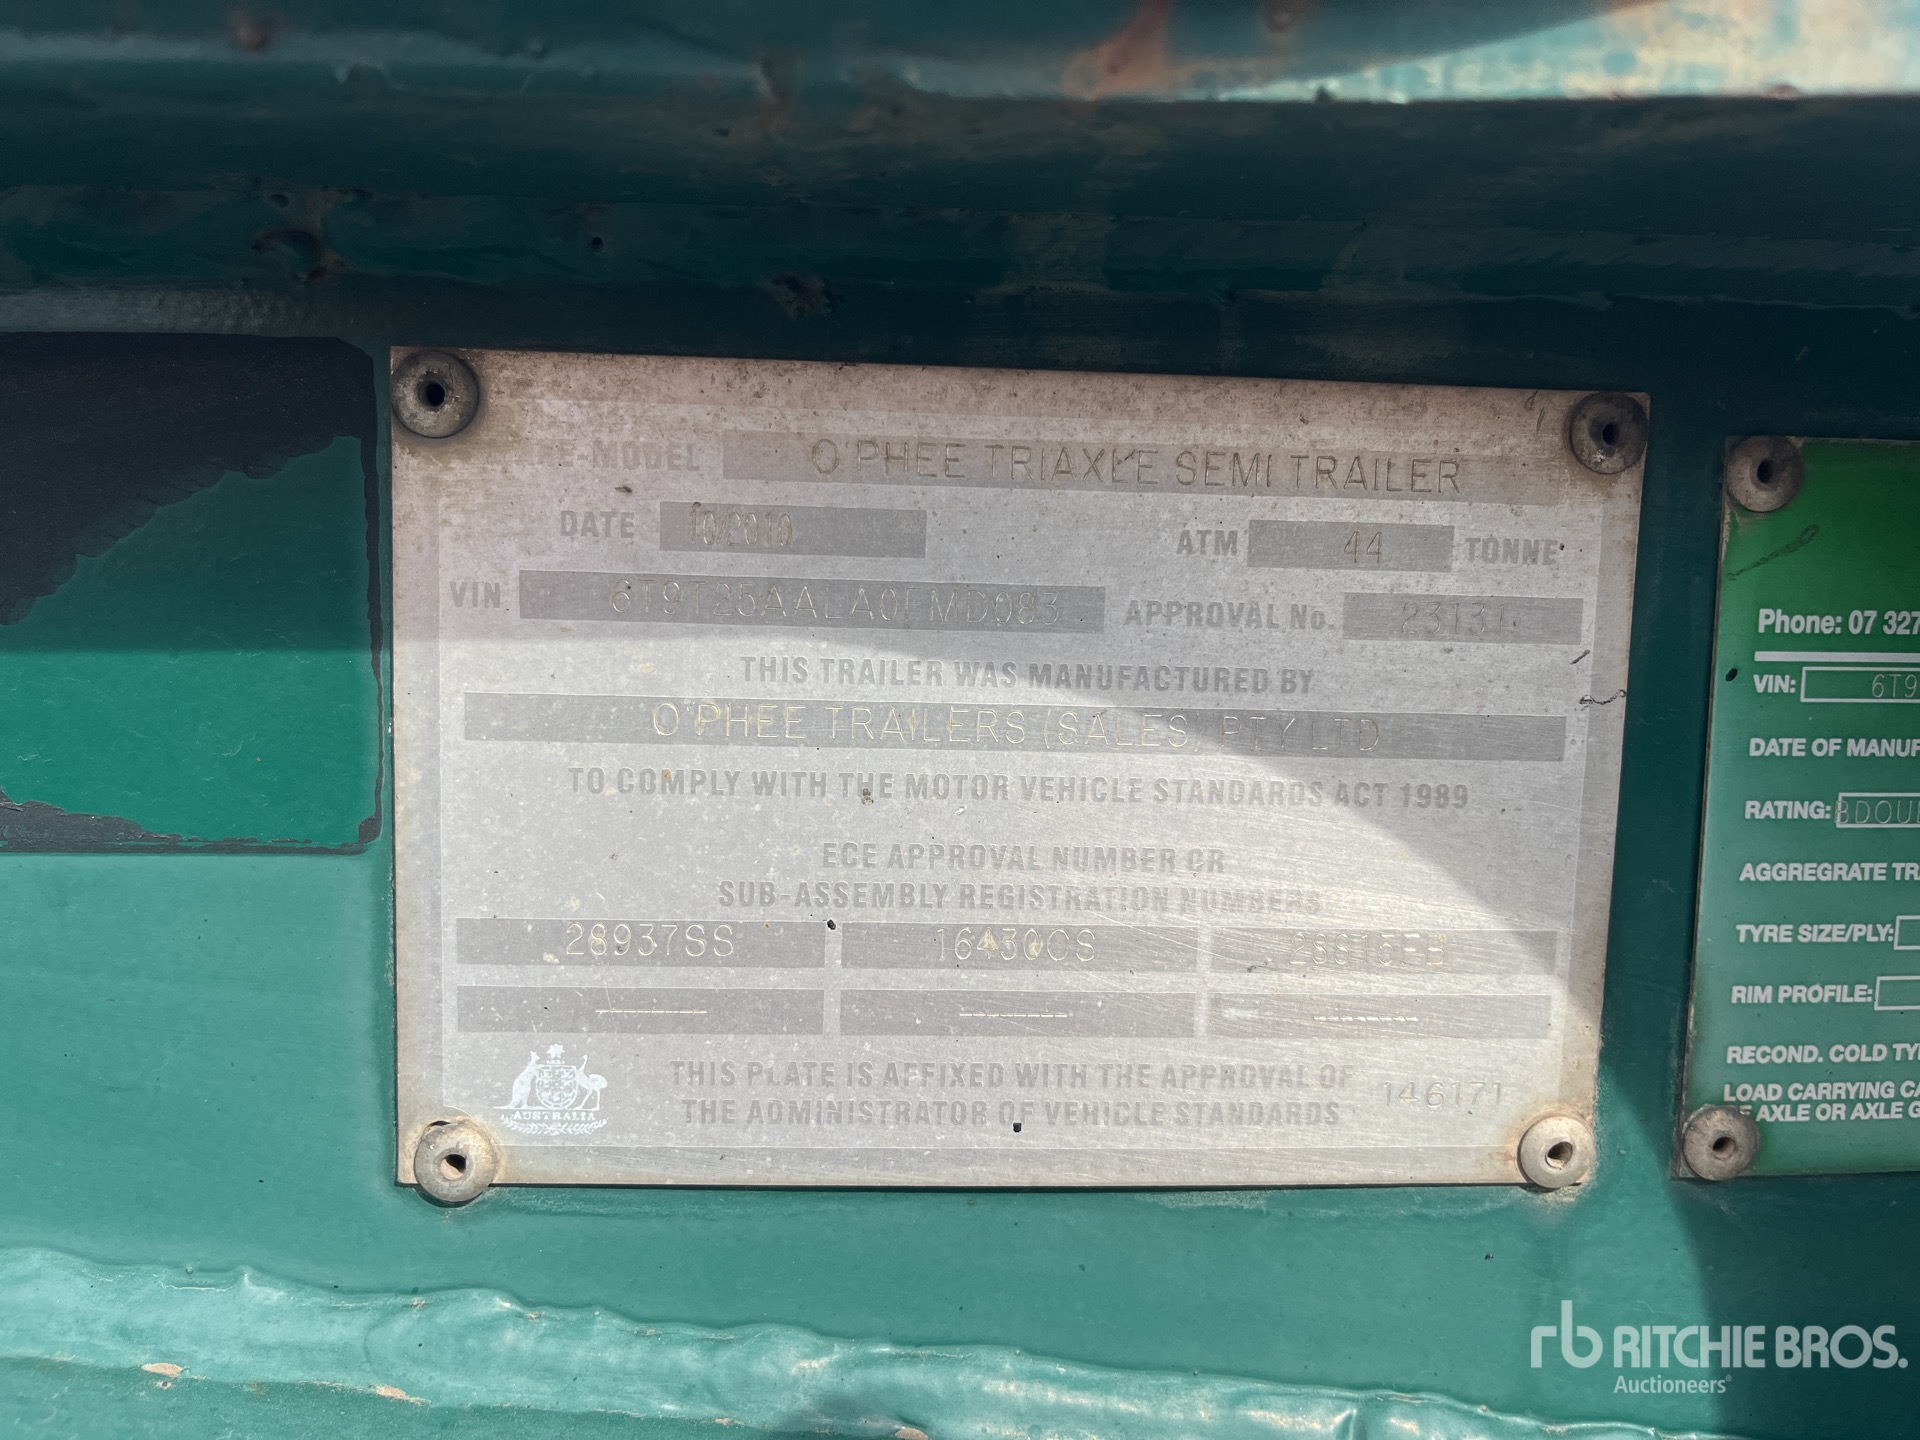 E-MODEL O'PHEE TRIAXLE SEMI TRAILER
DATE 10/2010 ATM 44 TONNE
VIN 6T9T25AALA0FMD083 APPROVAL No. 23131
THIS TRAILER WAS MANUFACTURED BY
O'PHEE TRAILERS (SALES) PTY LTD
TO COMPLY WITH THE MOTOR VEHICLE STANDARDS ACT 1989
ECE APPROVAL NUMBER OR
SUB-ASSEMBLY REGISTRATION NUMBERS
28937SS 16430CS
-------- -------- --------
AUSTRALIA
THIS PLATE IS AFFIXED WITH THE APPROVAL OF
THE ADMINISTRATOR OF VEHICLE STANDARDS 146171
Phone: 07 327
VIN: 6T9
DATE OF MANUF
RATING: BDOUB
AGGREGRATE TR
TYRE SIZE/PLY:
RIM PROFILE:
RECOND. COLD TY
LOAD CARRYING CA
AXLE OR AXLE G
rb RITCHIE BROS.
Auctioneers